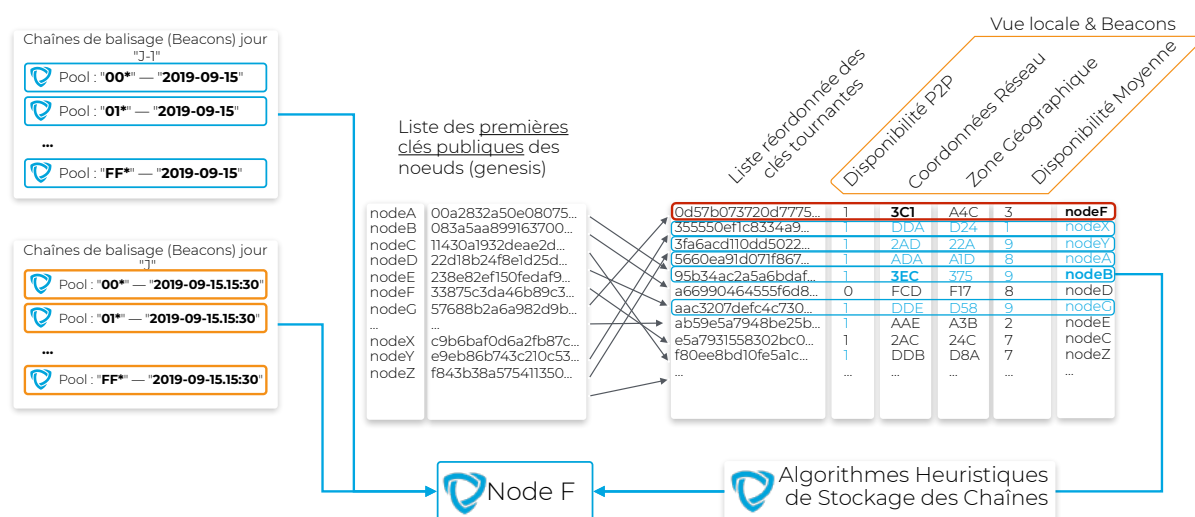 Vue locale & Beacons
Chaînes de balisage (Beacons) jour
"J-1"
Pool : "00*" — "2019-09-15"
Pool : "01*" — "2019-09-15"
...
Pool : "FF*" — "2019-09-15"
Chaînes de balisage (Beacons) jour
"J"
Pool : "00*" — "2019-09-15.15:30"
Pool : "01*" — "2019-09-15.15:30"
...
Pool : "FF*" — "2019-09-15.15:30"
Liste des premières
clés publiques des
noeuds (genesis)
nodeA 00a2832a50e08075...
nodeB 083a5aa899163700...
nodeC 11430a1932deae2d...
nodeD 22d18b24f8e1d25d...
nodeE 238e82ef150fedaf9...
nodeF 33875c3da46b89c3...
nodeG 57688b2a6a982d9b...
... ...
nodeX c9b6baf0d6a2fb87c...
nodeY e9eb86b743c210c53...
nodeZ f843b38a575411350...
Liste réordonnée des
clés tournantes
Disponibilité P2P
Coordonnées Réseau
Zone Géographique
Disponibilité Moyenne
0d57b073720d7775... 1 3C1 A4C 3 nodeF
355550ef1c8334a9... 1 DDA D24 1 nodeX
3fa6acd110dd5022... 1 2AD 22A 9 nodeY
5660ea91d071f867... 1 ADA A1D 8 nodeA
95b34ac2a5a6bdaf... 1 3EC 375 9 nodeB
a66990464555f6d8... 0 FCD F17 8 nodeD
aac3207defc4c730... 1 DDE D58 9 nodeG
ab59e5a7948be25b... 1 AAE A3B 2 nodeE
e5a7931558302bc0... 1 2AC 24C 7 nodeC
f80ee8bd10fe5a1c... 1 DDB D8A 7 nodeZ
... ... ... ... ... ...
Node F
Algorithmes Heuristiques
de Stockage des Chaînes